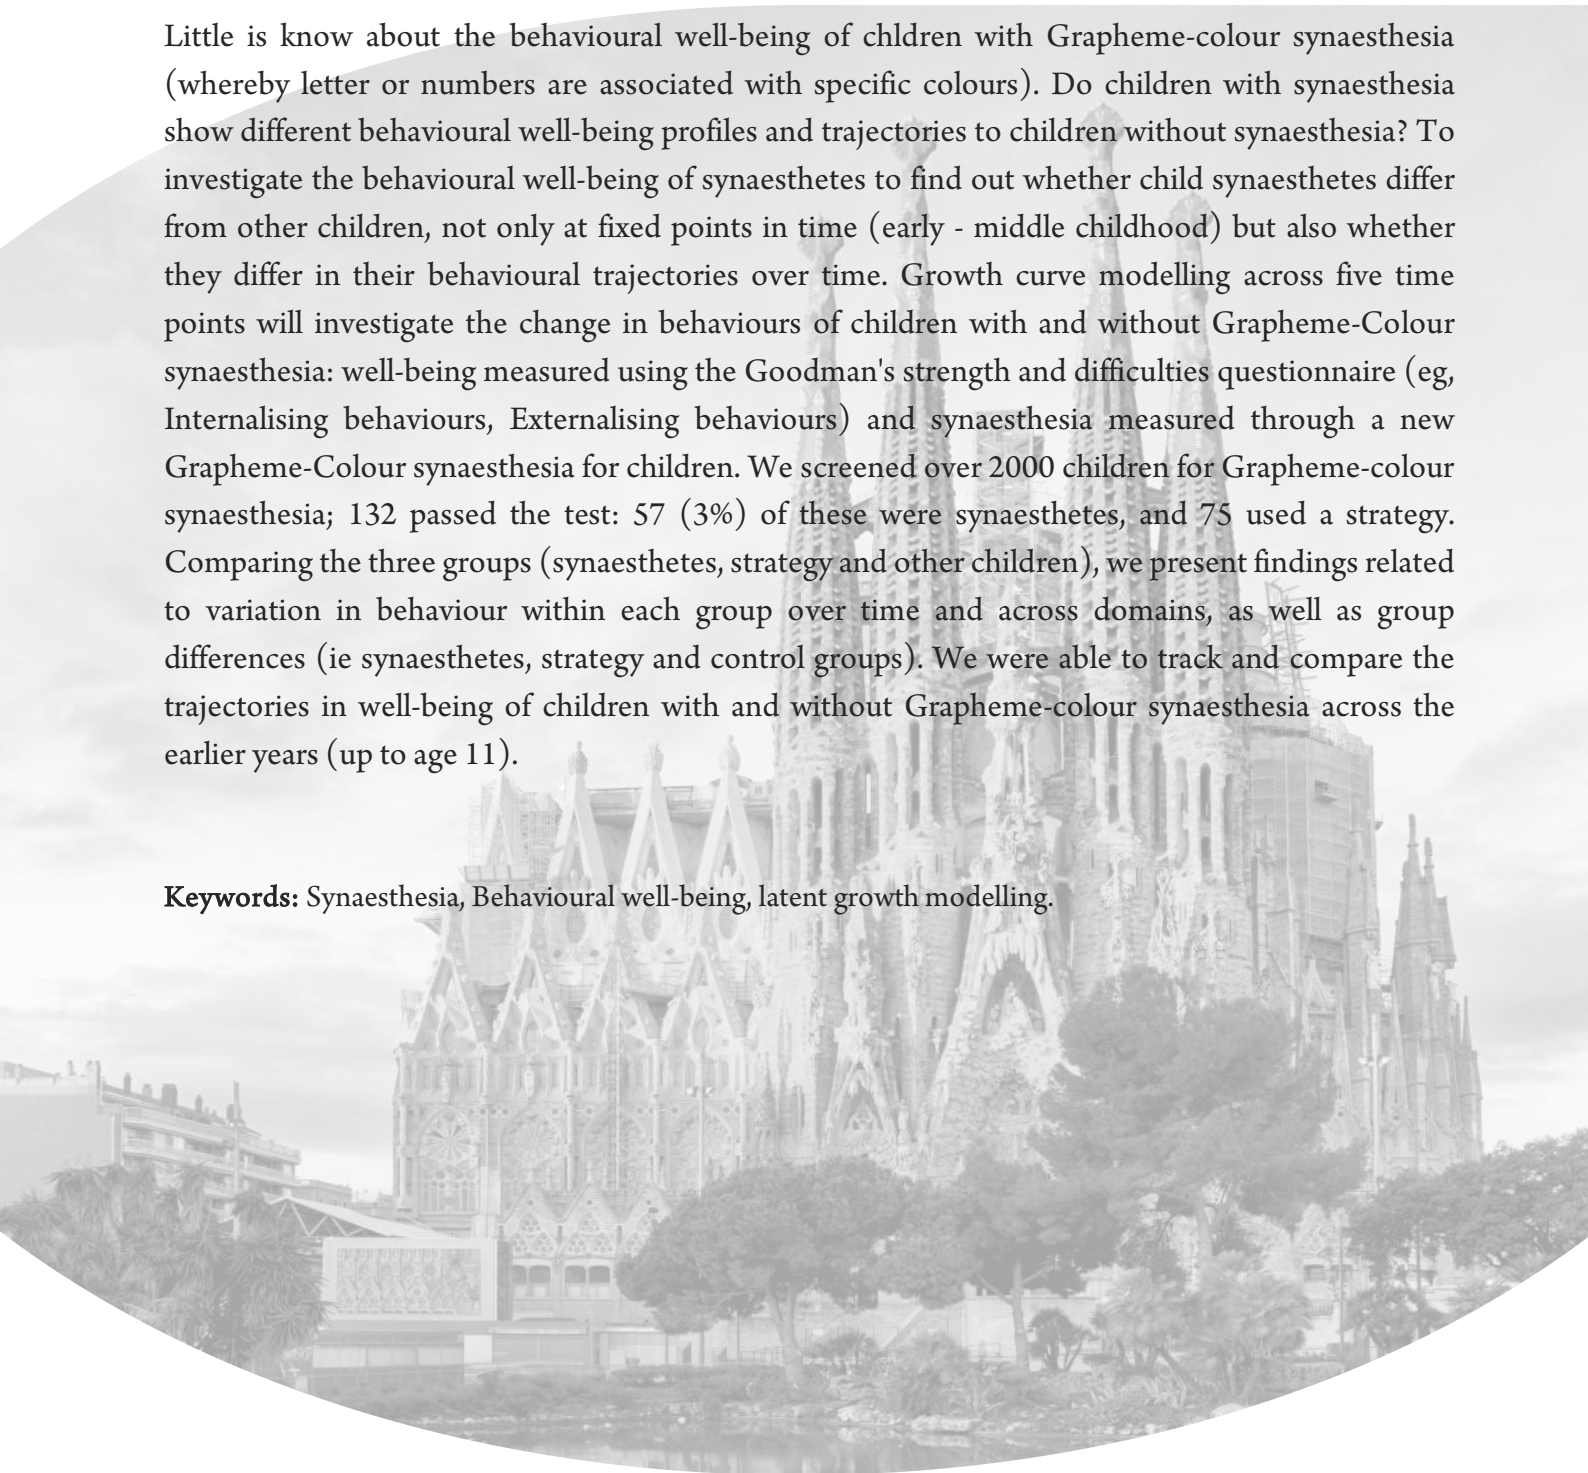 Little is know about the behavioural well-being of chldren with Grapheme-colour synaesthesia
(whereby letter or numbers are associated with specific colours). Do children with synaesthesia
show different behavioural well-being profiles and trajectories to children without synaesthesia? To
investigate the behavioural well-being of synaesthetes to find out whether child synaesthetes differ
from other children, not only at fixed points in time (early - middle childhood) but also whether
they differ in their behavioural trajectories over time. Growth curve modelling across five time
points will investigate the change in behaviours of children with and without Grapheme-Colour
synaesthesia: well-being measured using the Goodman's strength and difficulties questionnaire (eg,
Internalising behaviours, Externalising behaviours) and synaesthesia measured through a new
Grapheme-Colour synaesthesia for children. We screened over 2000 children for Grapheme-colour
synaesthesia; 132 passed the test: 57 (3%) of these were synaesthetes, and 75 used a strategy.
Comparing the three groups (synaesthetes, strategy and other children), we present findings related
to variation in behaviour within each group over time and across domains, as well as group
differences (ie synaesthetes, strategy and control groups). We were able to track and compare the
trajectories in well-being of children with and without Grapheme-colour synaesthesia across the
earlier years (up to age 11).
Keywords: Synaesthesia, Behavioural well-being, latent growth modelling.